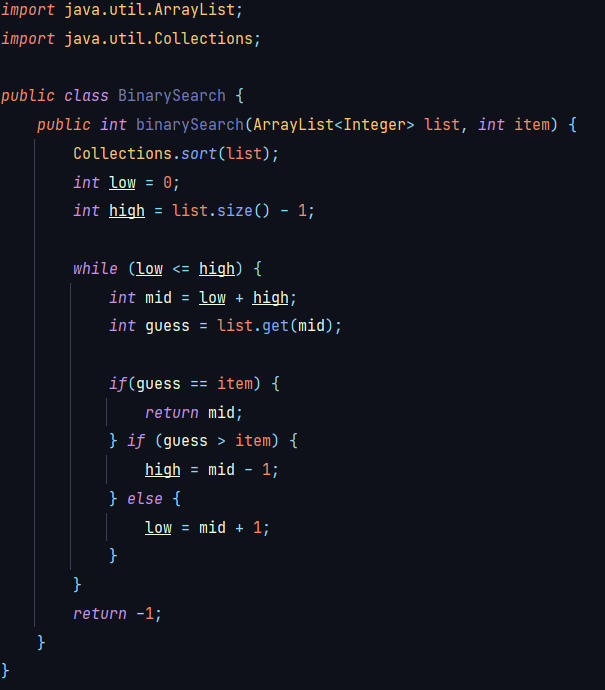 import java.util.ArrayList;
import java.util.Collections;
public class BinarySearch {
public int binarySearch(ArrayList<Integer> list, int item) {
Collections.sort(list);
int low = 0;
int high = list.size() - 1;
while (low <= high) {
int mid = low + high;
int guess = list.get(mid);
if(guess == item) {
return mid;
} if (guess > item) {
high = mid - 1;
} else {
low = mid + 1;
}
}
return -1;
}
}